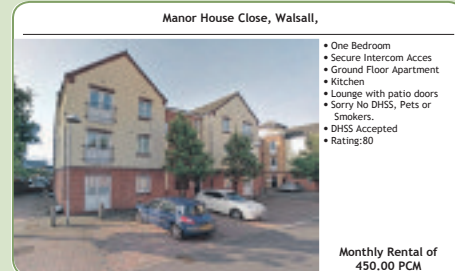 Manor House Close, Walsall,
• One Bedroom
• Secure Intercom Acces
• Ground Floor Apartment
• Kitchen
• Lounge with patio doors
• Sorry No DHSS, Pets or
Smokers.
• DHSS Accepted
• Rating:80
Monthly Rental of
450.00 PCM